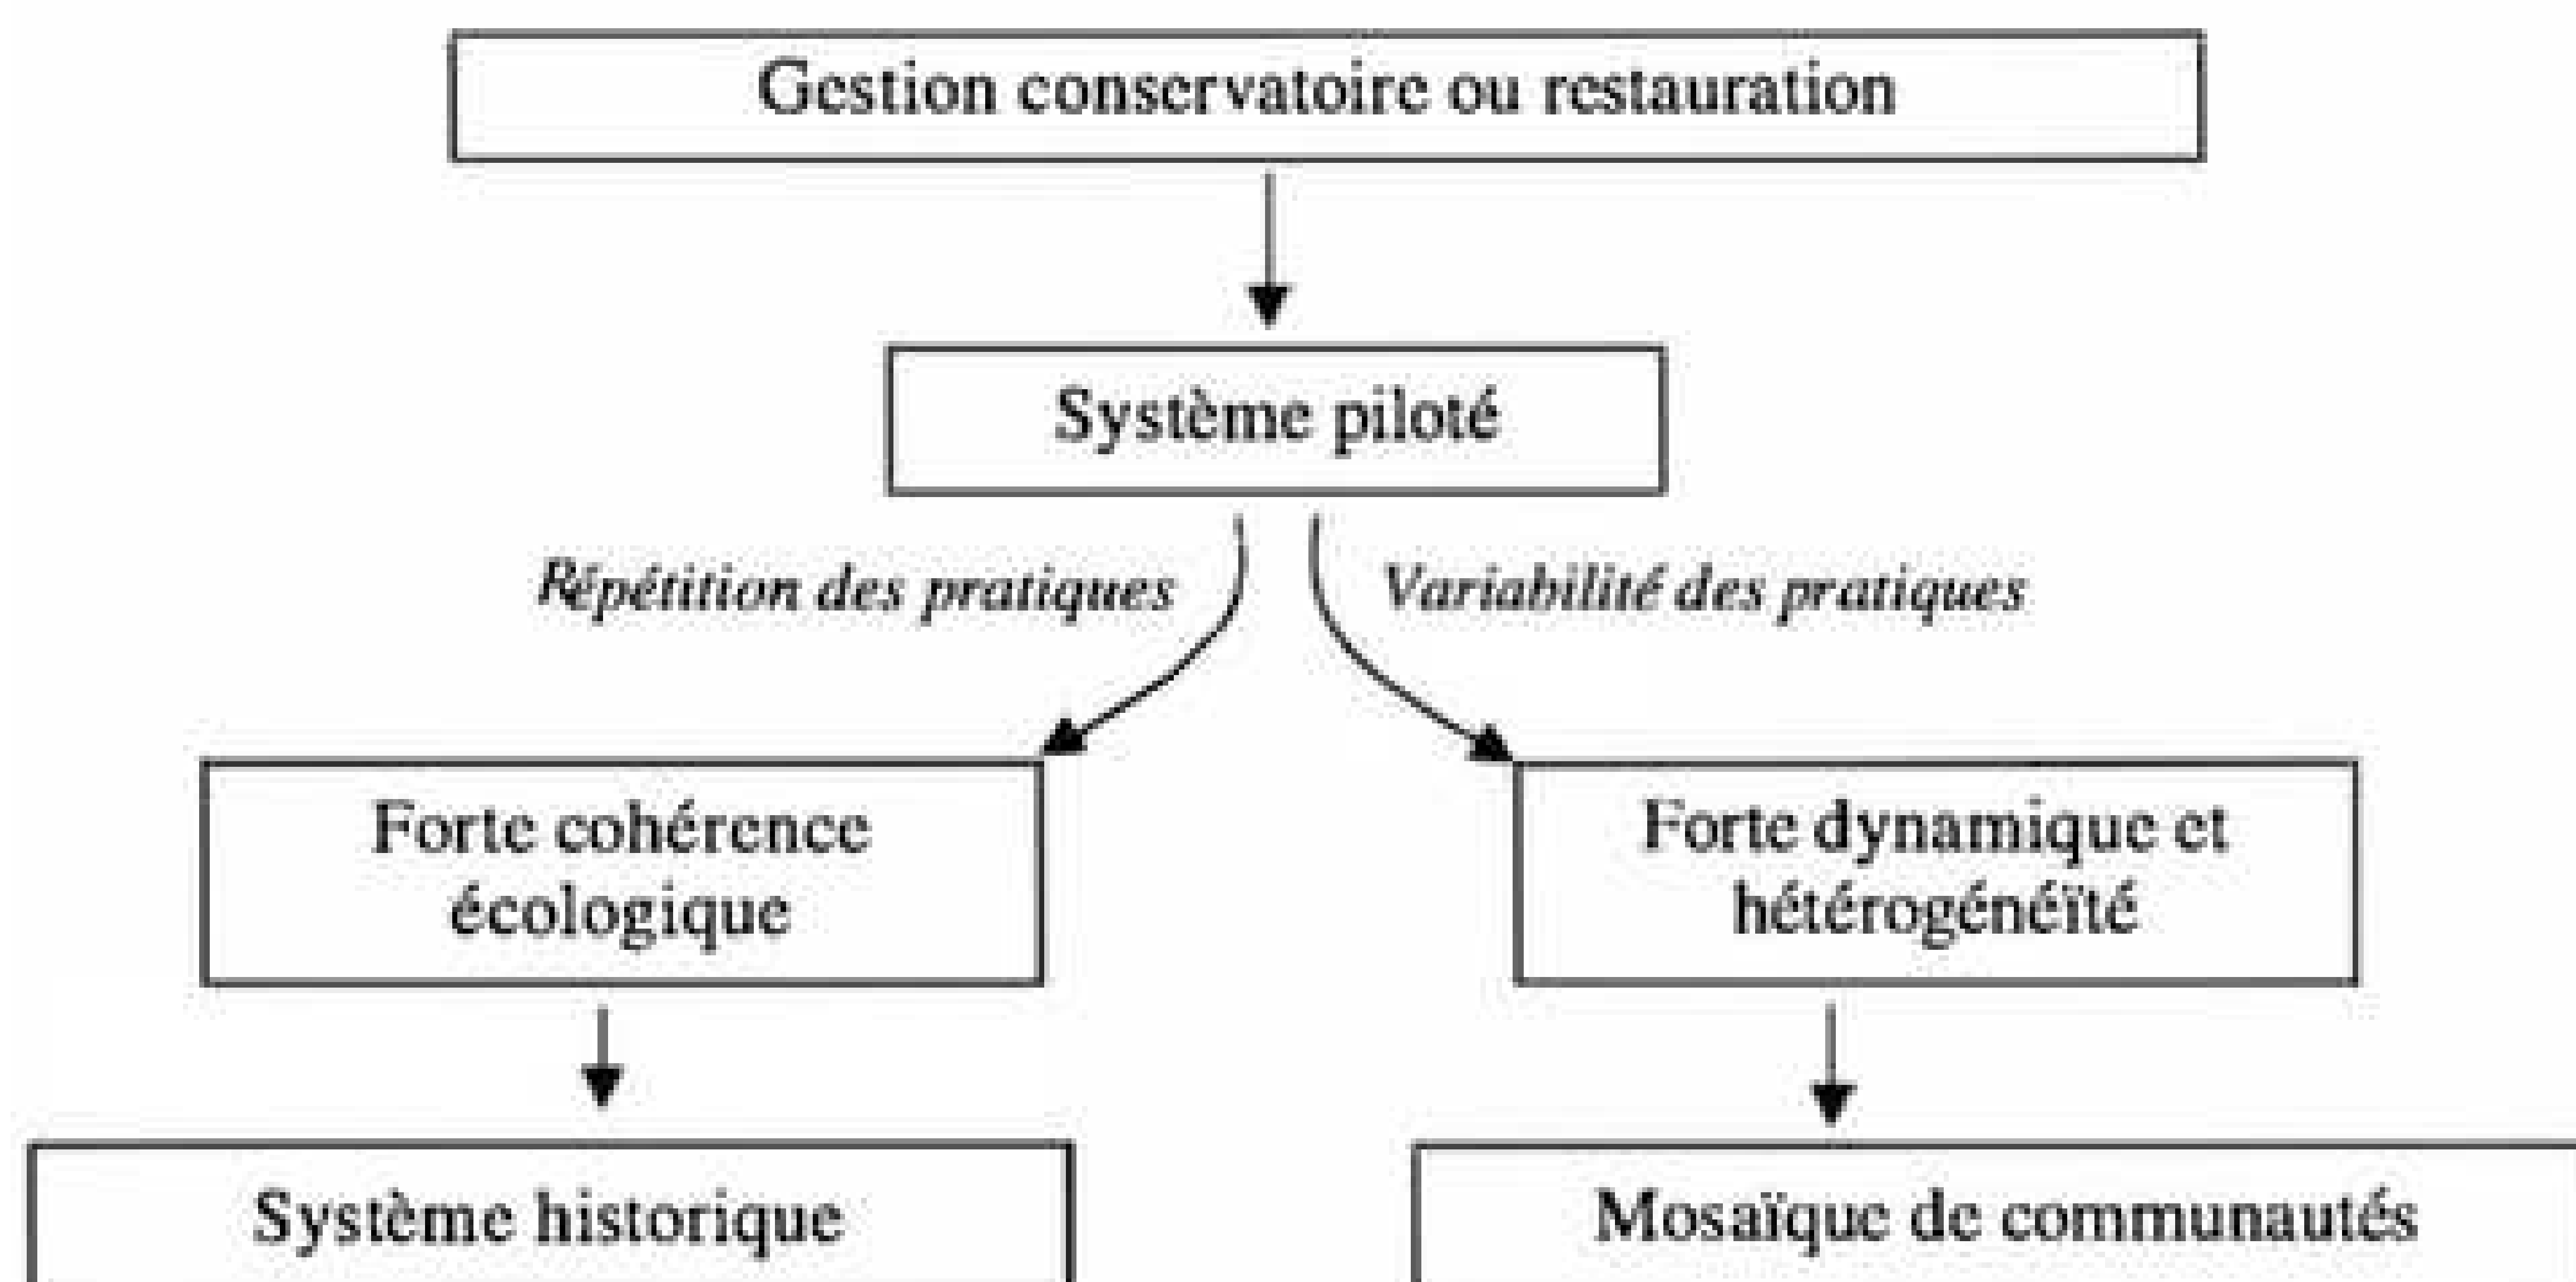 Gestion conservatoire ou restauration
Système piloté
Répétition des pratiques
Variabilité des pratiques
Forte cohérence
écologique
Forte dynamique et
hétérogénéïté
Système historique
Mosaïque de communautés